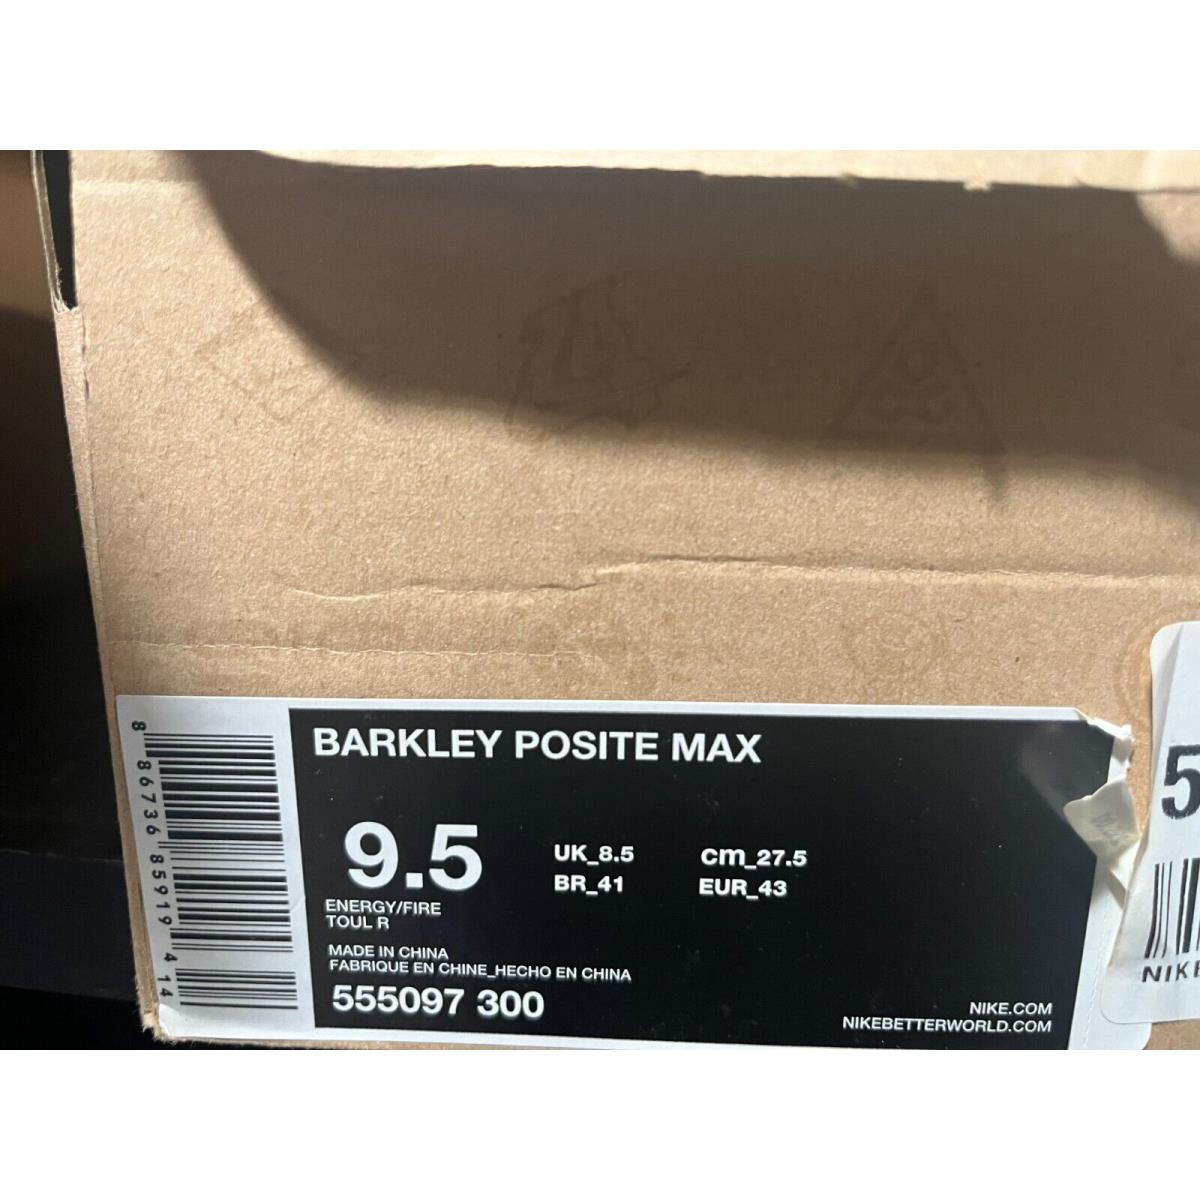 ACG
BARKLEY POSITE MAX
9.5
UK_8.5
cm_27.5
BR_41
EUR_43
ENERGY/FIRE
TOUL R
MADE IN CHINA
FABRIQUE EN CHINE_HECHO EN CHINA
555097 300
NIKE.COM
NIKEBETTERWORLD.COM
8 86736 85919 4 14
5
NIKE